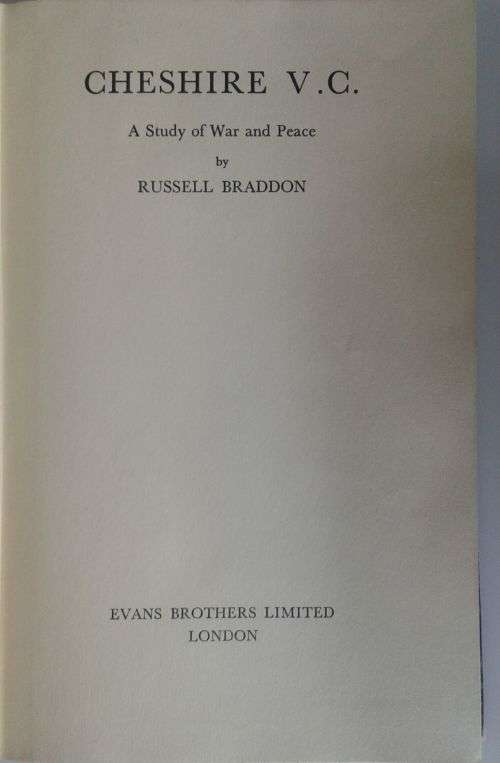 CHESHIRE V.C.
A Study of War and Peace
by
RUSSELL BRADDON
EVANS BROTHERS LIMITED
LONDON